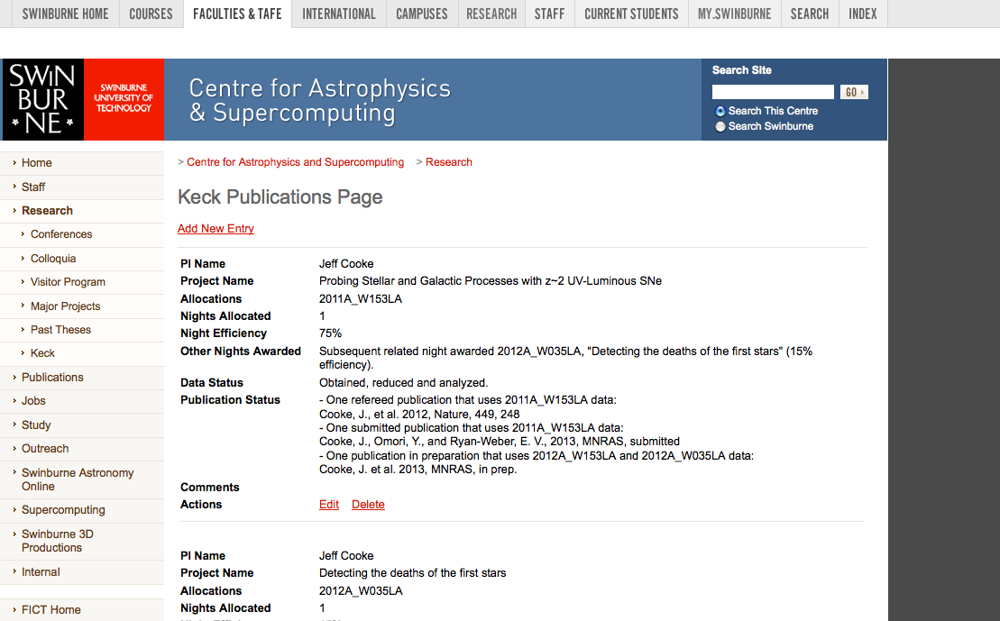 SWINBURNE HOME COURSES FACULTIES & TAFE INTERNATIONAL CAMPUSES RESEARCH STAFF CURRENT STUDENTS MY.SWINBURNE SEARCH INDEX
SWIN
BUR
*NE*
SWINBURNE
UNIVERSITY OF
TECHNOLOGY
Centre for Astrophysics
& Supercomputing
Search Site
GO
Search This Centre
Search Swinburne
Home
Staff
Research
Conferences
Colloquia
Visitor Program
Major Projects
Past Theses
Keck
Publications
Jobs
Study
Outreach
Swinburne Astronomy
Online
Supercomputing
Swinburne 3D
Productions
Internal
FICT Home
> Centre for Astrophysics and Supercomputing > Research
Keck Publications Page
Add New Entry
PI Name Jeff Cooke
Project Name Probing Stellar and Galactic Processes with z~2 UV-Luminous SNe
Allocations 2011A_W153LA
Nights Allocated 1
Night Efficiency 75%
Other Nights Awarded Subsequent related night awarded 2012A_W035LA, "Detecting the deaths of the first stars" (15%
efficiency).
Data Status Obtained, reduced and analyzed.
Publication Status - One refereed publication that uses 2011A_W153LA data:
Cooke, J., et al. 2012, Nature, 449, 248
- One submitted publication that uses 2011A_W153LA data:
Cooke, J., Omori, Y., and Ryan-Weber, E. V., 2013, MNRAS, submitted
- One publication in preparation that uses 2012A_W153LA and 2012A_W035LA data:
Cooke, J. et al. 2013, MNRAS, in prep.
Comments
Actions Edit Delete
PI Name Jeff Cooke
Project Name Detecting the deaths of the first stars
Allocations 2012A_W035LA
Nights Allocated 1